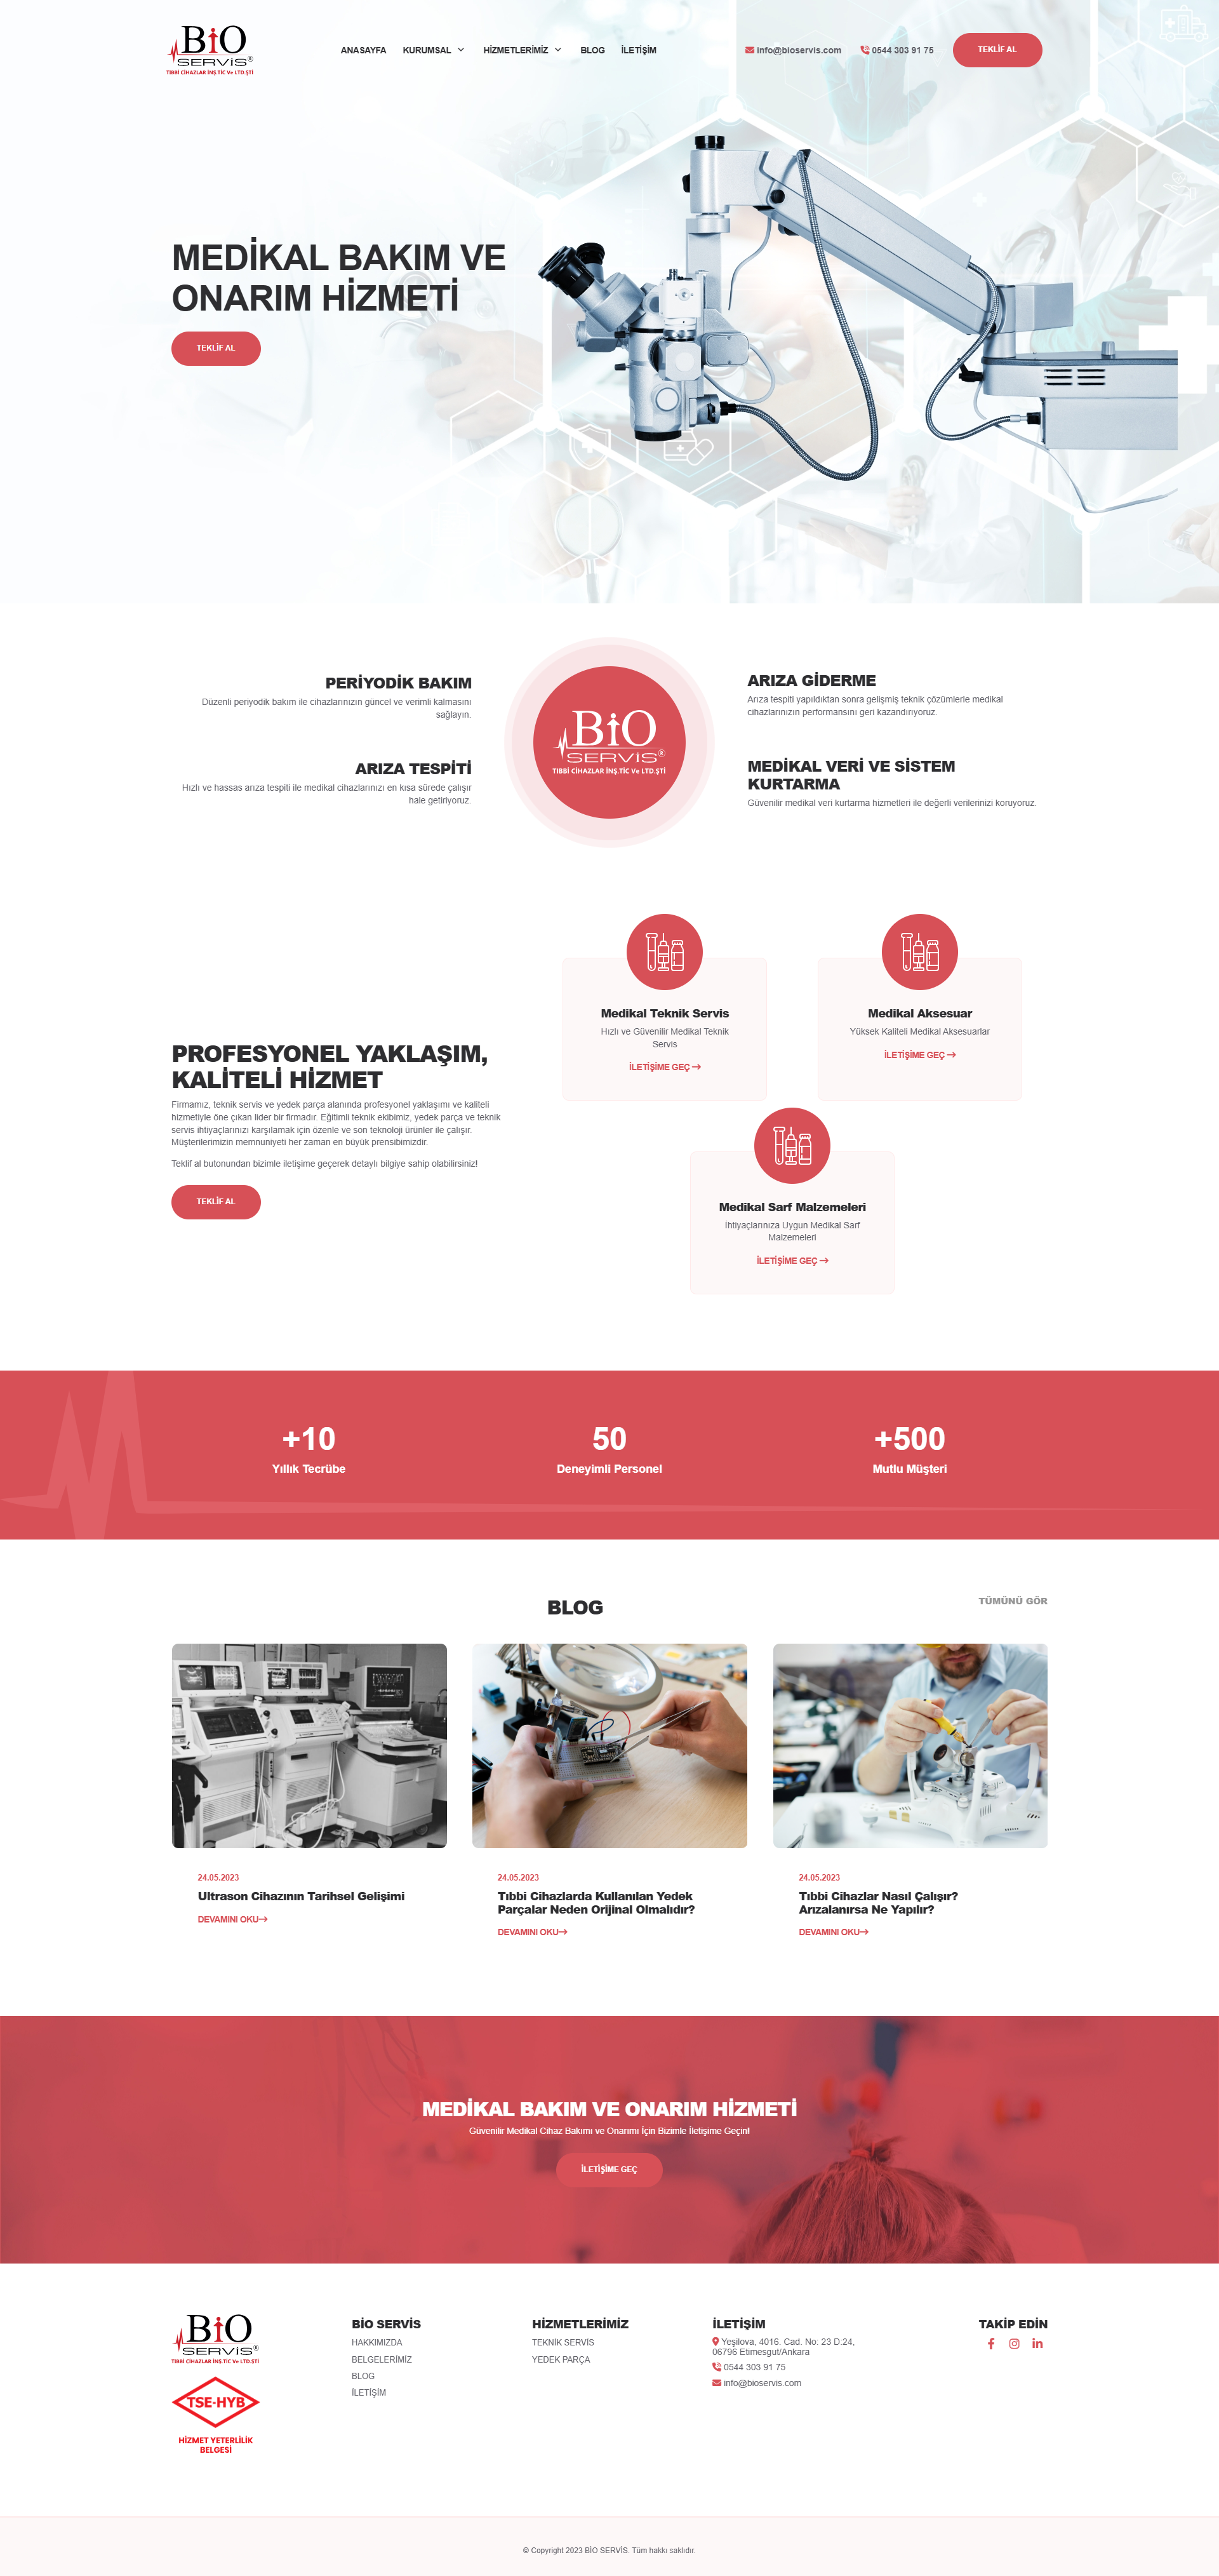 BiO
SERViS®
TIBBİ CİHAZLAR İNŞ.TİC Ve LTD.ŞTİ
ANASAYFA KURUMSAL HİZMETLERİMİZ BLOG İLETİŞİM
info@bioservis.com 0544 303 91 75 TEKLİF AL
MEDİKAL BAKIM VE
ONARIM HİZMETİ
TEKLİF AL
PERİYODİK BAKIM
Düzenli periyodik bakım ile cihazlarınızın güncel ve verimli kalmasını
sağlayın.
ARIZA TESPİTİ
Hızlı ve hassas arıza tespiti ile medikal cihazlarınızı en kısa sürede çalışır
hale getiriyoruz.
BiO
SERViS®
TIBBİ CİHAZLAR İNŞ.TİC Ve LTD.ŞTİ
ARIZA GİDERME
Arıza tespiti yapıldıktan sonra gelişmiş teknik çözümlerle medikal
cihazlarınızın performansını geri kazandırıyoruz.
MEDİKAL VERİ VE SİSTEM
KURTARMA
Güvenilir medikal veri kurtarma hizmetleri ile değerli verilerinizi koruyoruz.
PROFESYONEL YAKLAŞIM,
KALİTELİ HİZMET
Firmamız, teknik servis ve yedek parça alanında profesyonel yaklaşımı ve kaliteli
hizmetiyle öne çıkan lider bir firmadır. Eğitimli teknik ekibimiz, yedek parça ve teknik
servis ihtiyaçlarınızı karşılamak için özenle ve son teknoloji ürünler ile çalışır.
Müşterilerimizin memnuniyeti her zaman en büyük prensibimizdir.
Teklif al butonundan bizimle iletişime geçerek detaylı bilgiye sahip olabilirsiniz!
TEKLİF AL
Medikal Teknik Servis
Hızlı ve Güvenilir Medikal Teknik
Servis
İLETİŞİME GEÇ →
Medikal Aksesuar
Yüksek Kaliteli Medikal Aksesuarlar
İLETİŞİME GEÇ →
Medikal Sarf Malzemeleri
İhtiyaçlarınıza Uygun Medikal Sarf
Malzemeleri
İLETİŞİME GEÇ →
+10
Yıllık Tecrübe
50
Deneyimli Personel
+500
Mutlu Müşteri
BLOG
TÜMÜNÜ GÖR
24.05.2023
Ultrason Cihazının Tarihsel Gelişimi
DEVAMINI OKU→
24.05.2023
Tıbbi Cihazlarda Kullanılan Yedek
Parçalar Neden Orijinal Olmalıdır?
DEVAMINI OKU→
24.05.2023
Tıbbi Cihazlar Nasıl Çalışır?
Arızalanırsa Ne Yapılır?
DEVAMINI OKU→
MEDİKAL BAKIM VE ONARIM HİZMETİ
Güvenilir Medikal Cihaz Bakımı ve Onarımı İçin Bizimle İletişime Geçin!
İLETİŞİME GEÇ
BiO
SERViS®
TIBBİ CİHAZLAR İNŞ.TİC Ve LTD.ŞTİ
TSE-HYB
HİZMET YETERLİLİK
BELGESİ
BİO SERVİS
HAKKIMIZDA
BELGELERİMİZ
BLOG
İLETİŞİM
HİZMETLERİMİZ
TEKNİK SERVİS
YEDEK PARÇA
İLETİŞİM
Yeşilova, 4016. Cad. No: 23 D:24,
06796 Etimesgut/Ankara
0544 303 91 75
info@bioservis.com
TAKİP EDİN
© Copyright 2023 BİO SERVİS. Tüm hakkı saklıdır.